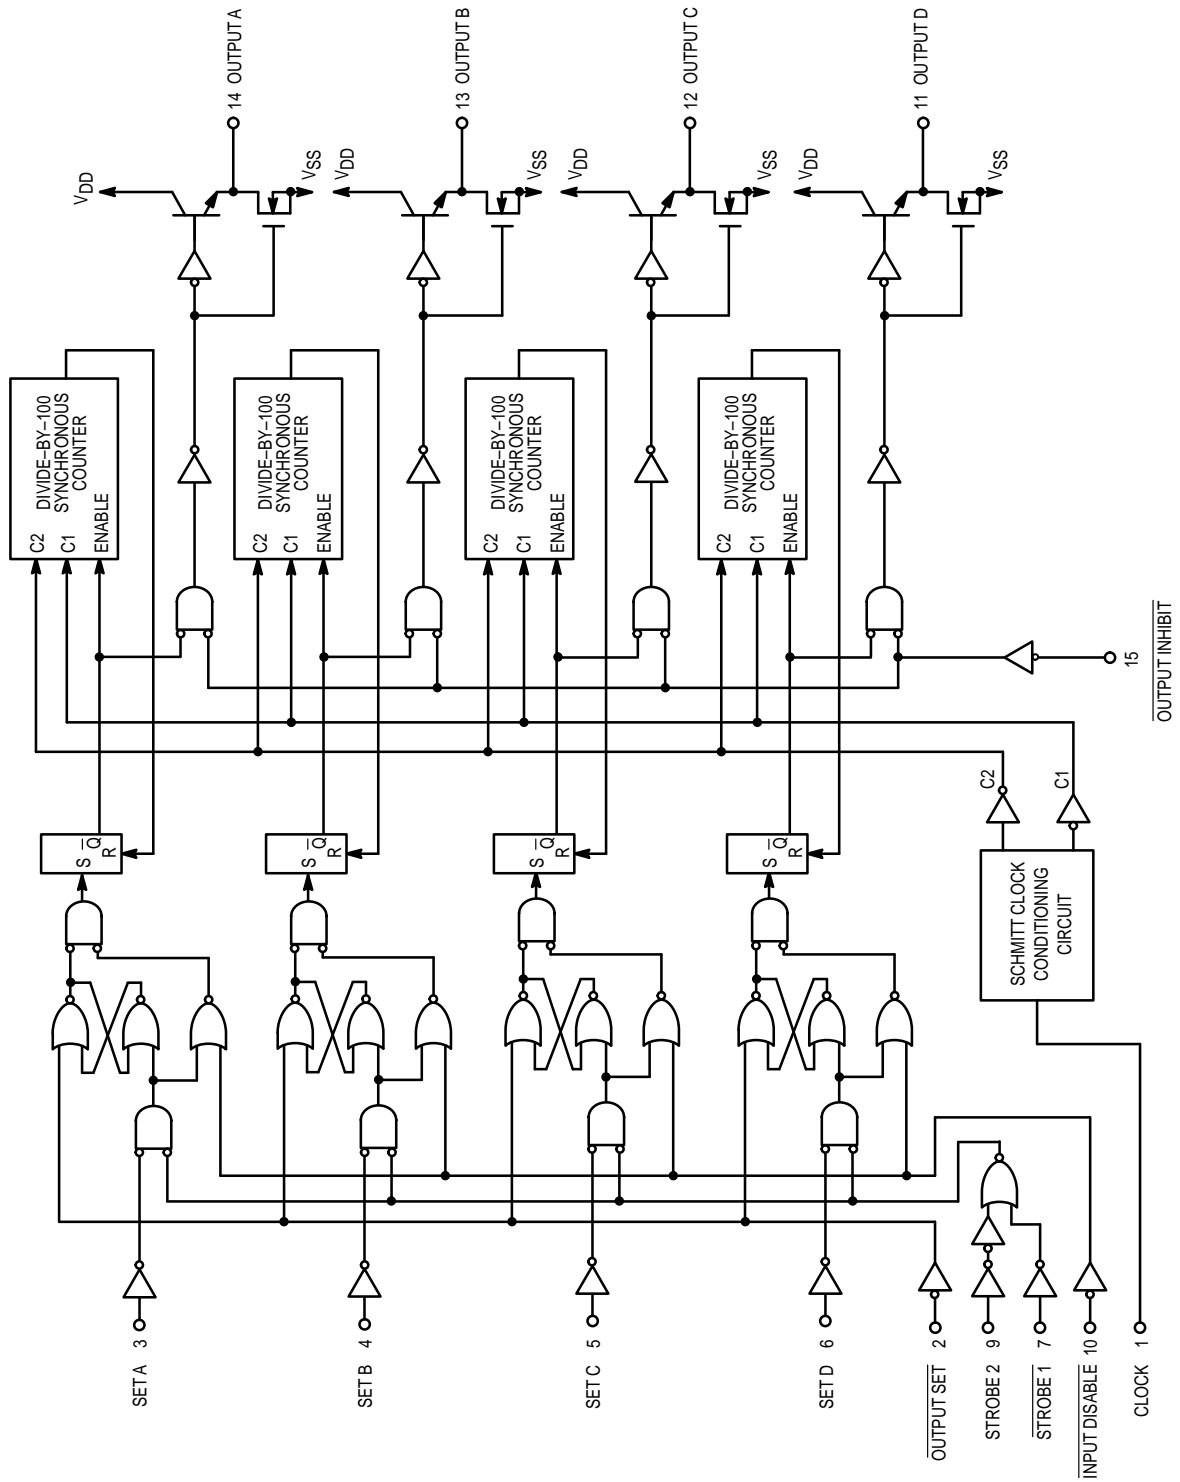 SET A 3
SET B 4
SET C 5
SET D 6
OUTPUT SET 2
STROBE 2 9
STROBE 1 7
INPUT DISABLE 10
CLOCK 1
S
Q
R
S
Q
R
S
Q
R
S
Q
R
SCHMITT CLOCK
CONDITIONING
CIRCUIT
C2
C1
C2
C1
ENABLE
DIVIDE–BY–100
SYNCHRONOUS
COUNTER
C2
C1
ENABLE
DIVIDE–BY–100
SYNCHRONOUS
COUNTER
C2
C1
ENABLE
DIVIDE–BY–100
SYNCHRONOUS
COUNTER
C2
C1
ENABLE
DIVIDE–BY–100
SYNCHRONOUS
COUNTER
15
OUTPUT INHIBIT
VDD
VSS
14 OUTPUT A
VDD
VSS
13 OUTPUT B
VDD
VSS
12 OUTPUT C
VDD
VSS
11 OUTPUT D